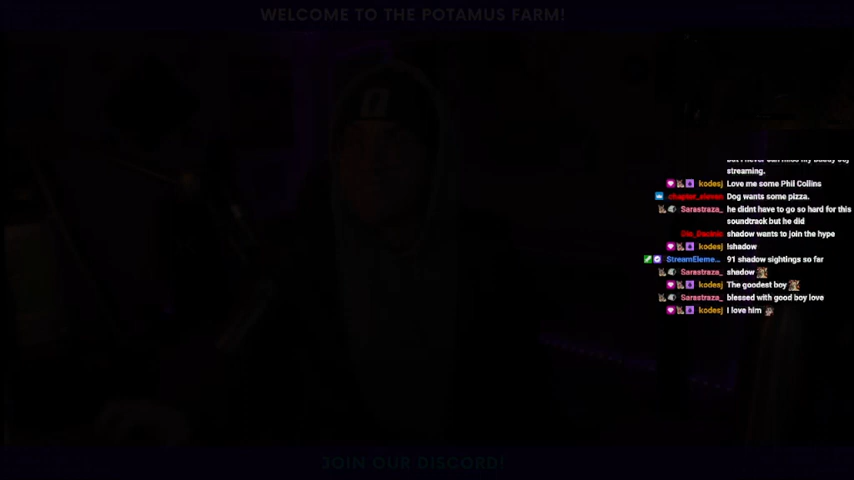 WELCOME TO THE POTAMUS FARM!
streaming.
kodesj Love me some Phil Collins
chapter_eleven Dog wants some pizza.
Sarastraza_ he didnt have to go so hard for this
soundtrack but he did
shadow wants to join the hype
kodesj !shadow
StreamEleme... 91 shadow sightings so far
Sarastraza_ shadow
kodesj The goodest boy
Sarastraza_ blessed with good boy love
kodesj I love him
JOIN OUR DISCORD!